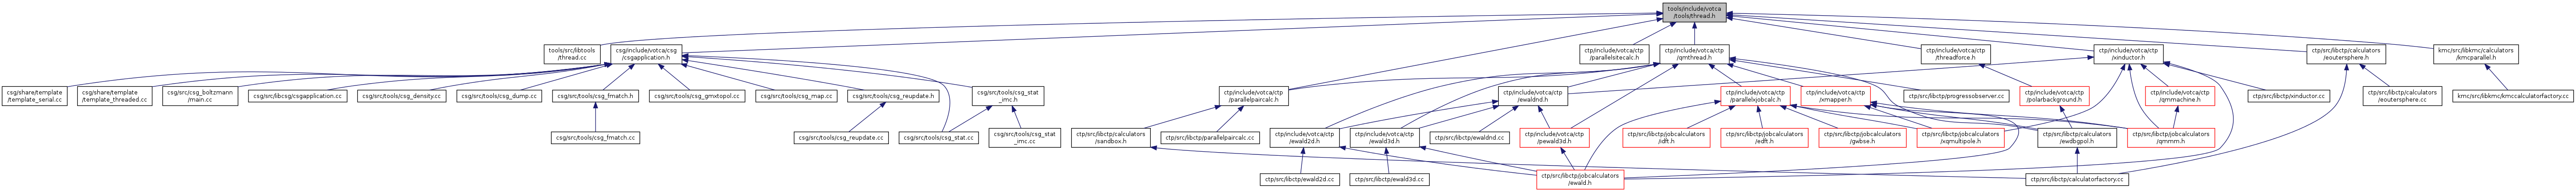 tools/include/votca
/tools/thread.h
tools/src/libtools
/thread.cc
csg/include/votca/csg
/csgapplication.h
ctp/include/votca/ctp
/parallelsitecalc.h
ctp/include/votca/ctp
/qmthread.h
ctp/include/votca/ctp
/threadforce.h
ctp/include/votca/ctp
/xinductor.h
ctp/src/libctp/calculators
/eoutersphere.h
kmc/src/libkmc/calculators
/kmcparallel.h
csg/share/template
/template_serial.cc
csg/share/template
/template_threaded.cc
csg/src/csg_boltzmann
/main.cc
csg/src/libcsg/csgapplication.cc
csg/src/tools/csg_density.cc
csg/src/tools/csg_dump.cc
csg/src/tools/csg_fmatch.h
csg/src/tools/csg_gmxtopol.cc
csg/src/tools/csg_map.cc
csg/src/tools/csg_reupdate.h
csg/src/tools/csg_stat
_imc.h
ctp/include/votca/ctp
/parallelpaircalc.h
ctp/include/votca/ctp
/ewaldnd.h
ctp/include/votca/ctp
/parallelxjobcalc.h
ctp/include/votca/ctp
/xmapper.h
ctp/src/libctp/progressobserver.cc
ctp/include/votca/ctp
/polarbackground.h
ctp/include/votca/ctp
/qmmachine.h
ctp/src/libctp/xinductor.cc
ctp/src/libctp/calculators
/eoutersphere.cc
kmc/src/libkmc/kmccalculatorfactory.cc
csg/src/tools/csg_fmatch.cc
csg/src/tools/csg_reupdate.cc
csg/src/tools/csg_stat.cc
csg/src/tools/csg_stat
_imc.cc
ctp/src/libctp/calculators
/sandbox.h
ctp/src/libctp/parallelpaircalc.cc
ctp/include/votca/ctp
/ewald2d.h
ctp/include/votca/ctp
/ewald3d.h
ctp/src/libctp/ewaldnd.cc
ctp/include/votca/ctp
/pewald3d.h
ctp/src/libctp/jobcalculators
/idft.h
ctp/src/libctp/jobcalculators
/edft.h
ctp/src/libctp/jobcalculators
/gwbse.h
ctp/src/libctp/jobcalculators
/xqmultipole.h
ctp/src/libctp/calculators
/ewdbgpol.h
ctp/src/libctp/jobcalculators
/qmmm.h
ctp/src/libctp/ewald2d.cc
ctp/src/libctp/ewald3d.cc
ctp/src/libctp/jobcalculators
/ewald.h
ctp/src/libctp/calculatorfactory.cc